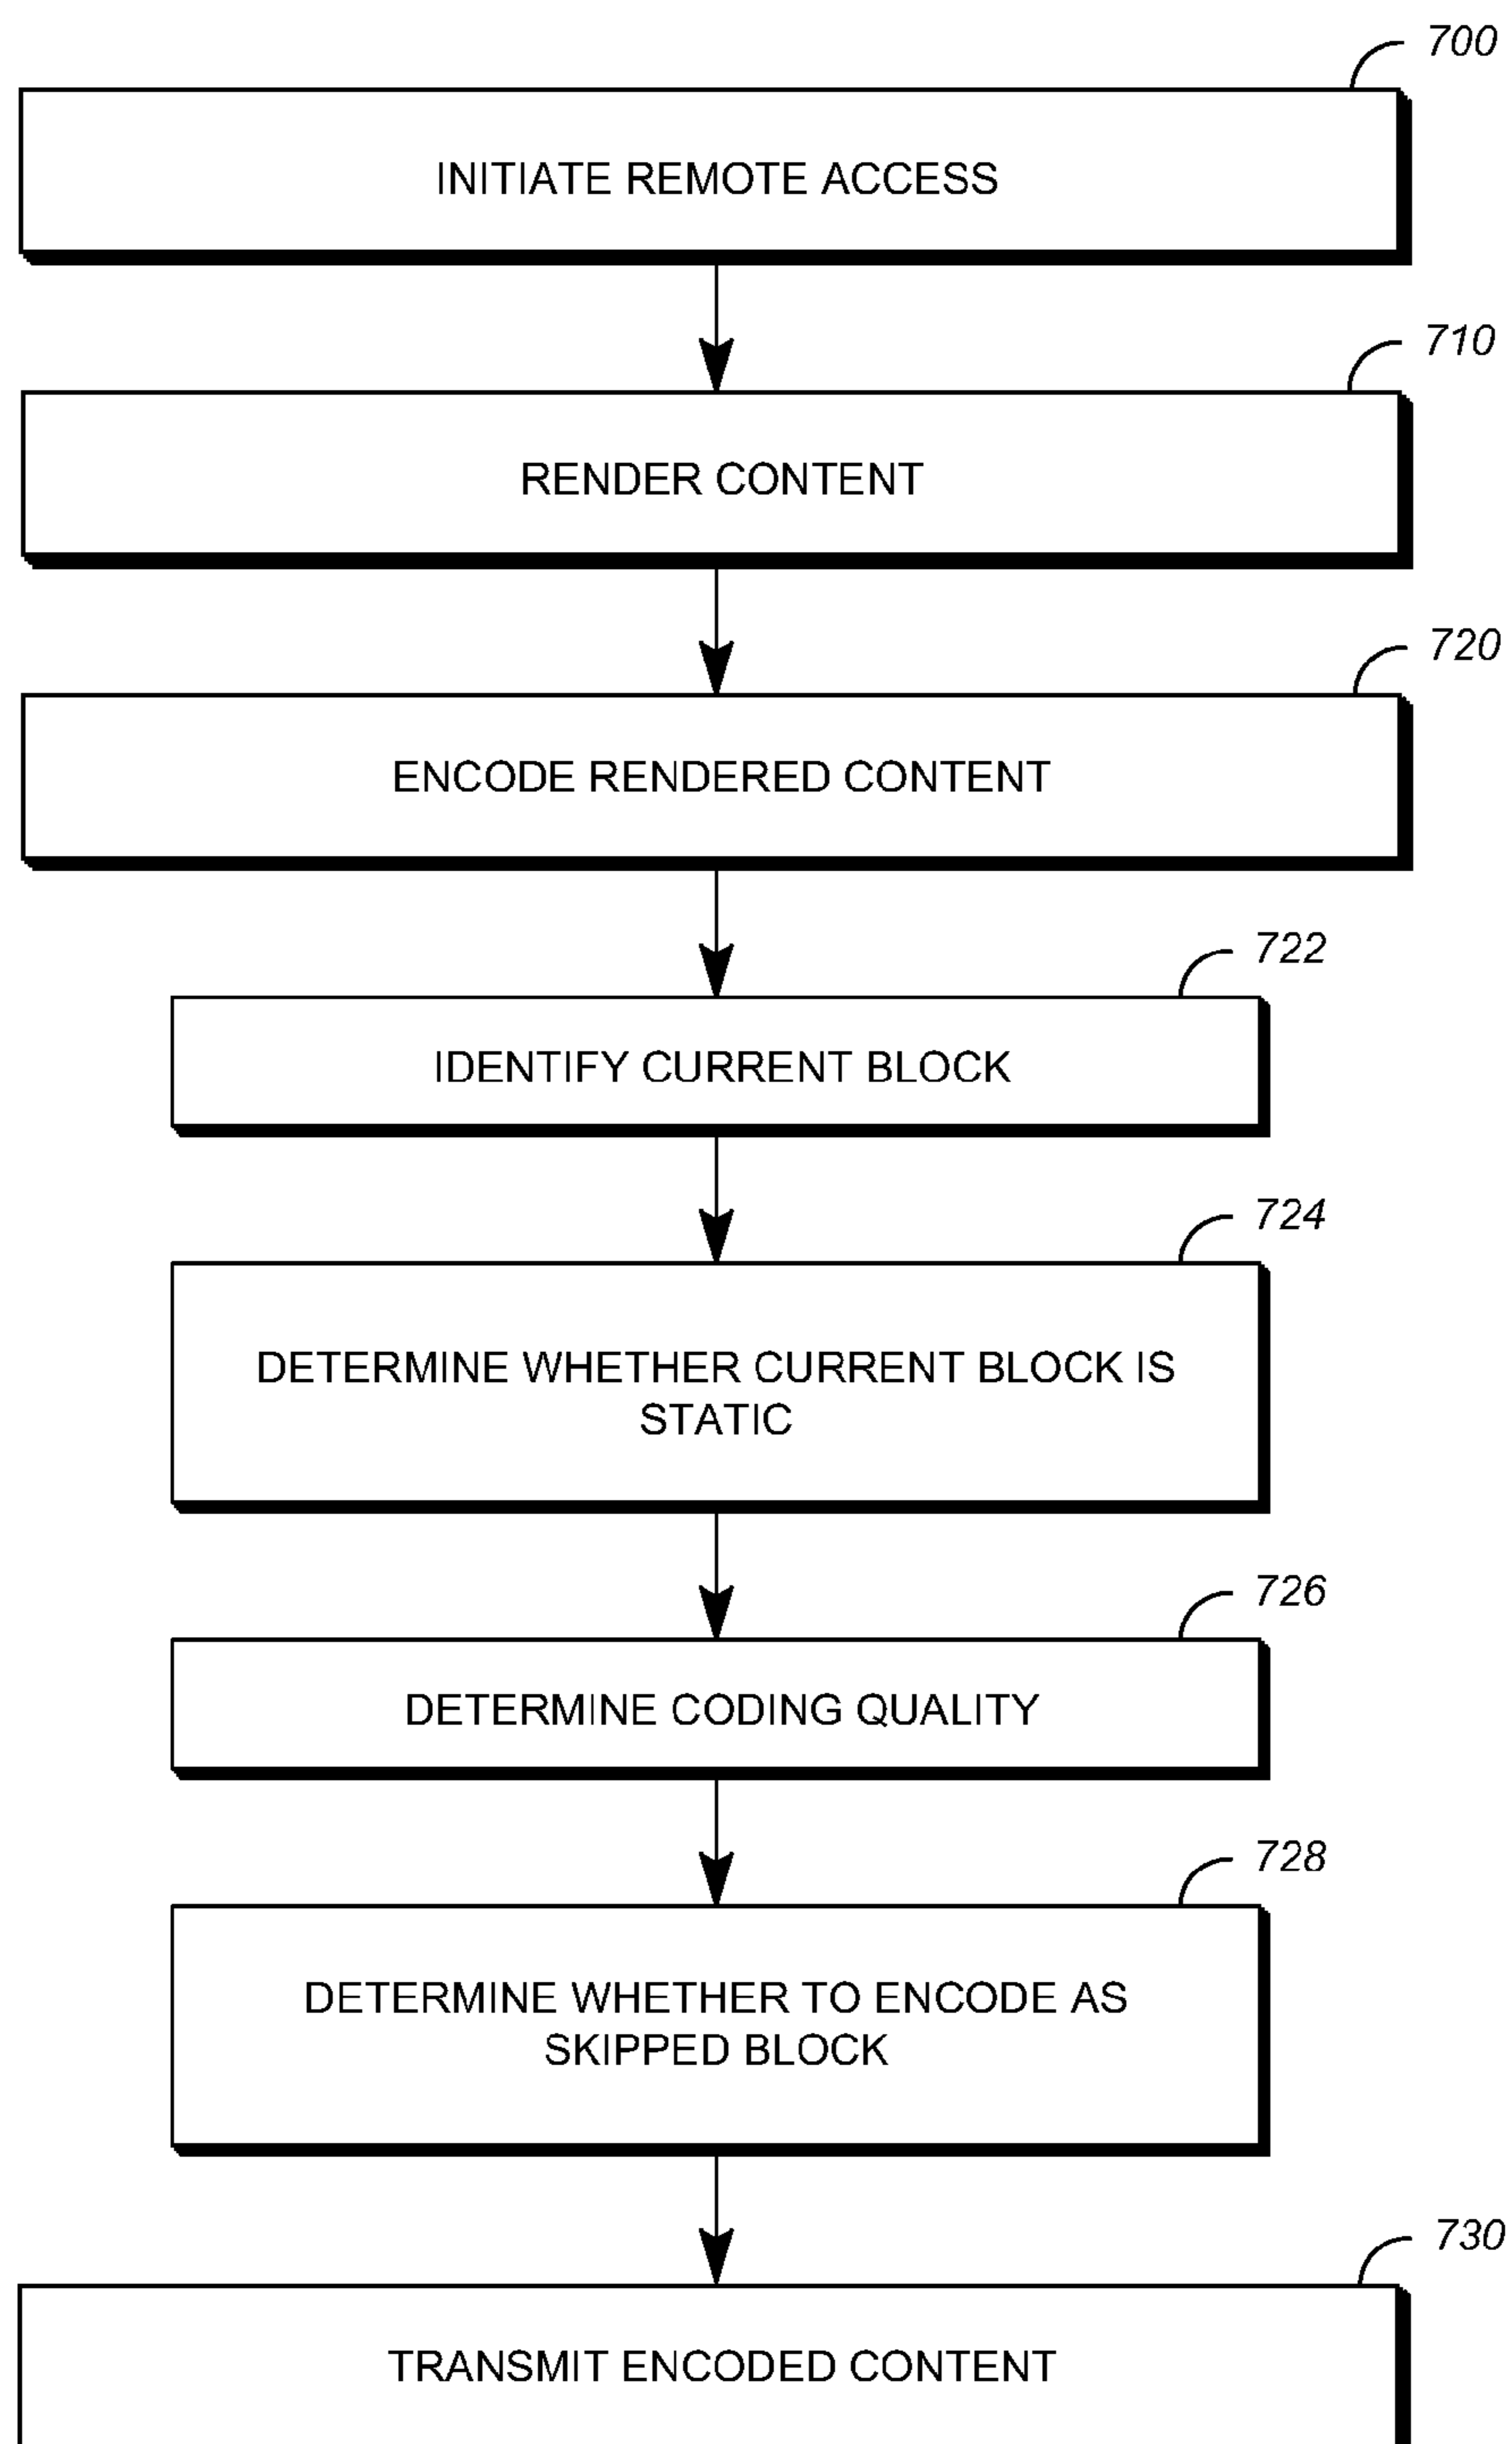 700
INITIATE REMOTE ACCESS
710
RENDER CONTENT
720
ENCODE RENDERED CONTENT
722
IDENTIFY CURRENT BLOCK
724
DETERMINE WHETHER CURRENT BLOCK IS
STATIC
726
DETERMINE CODING QUALITY
728
DETERMINE WHETHER TO ENCODE AS
SKIPPED BLOCK
730
TRANSMIT ENCODED CONTENT